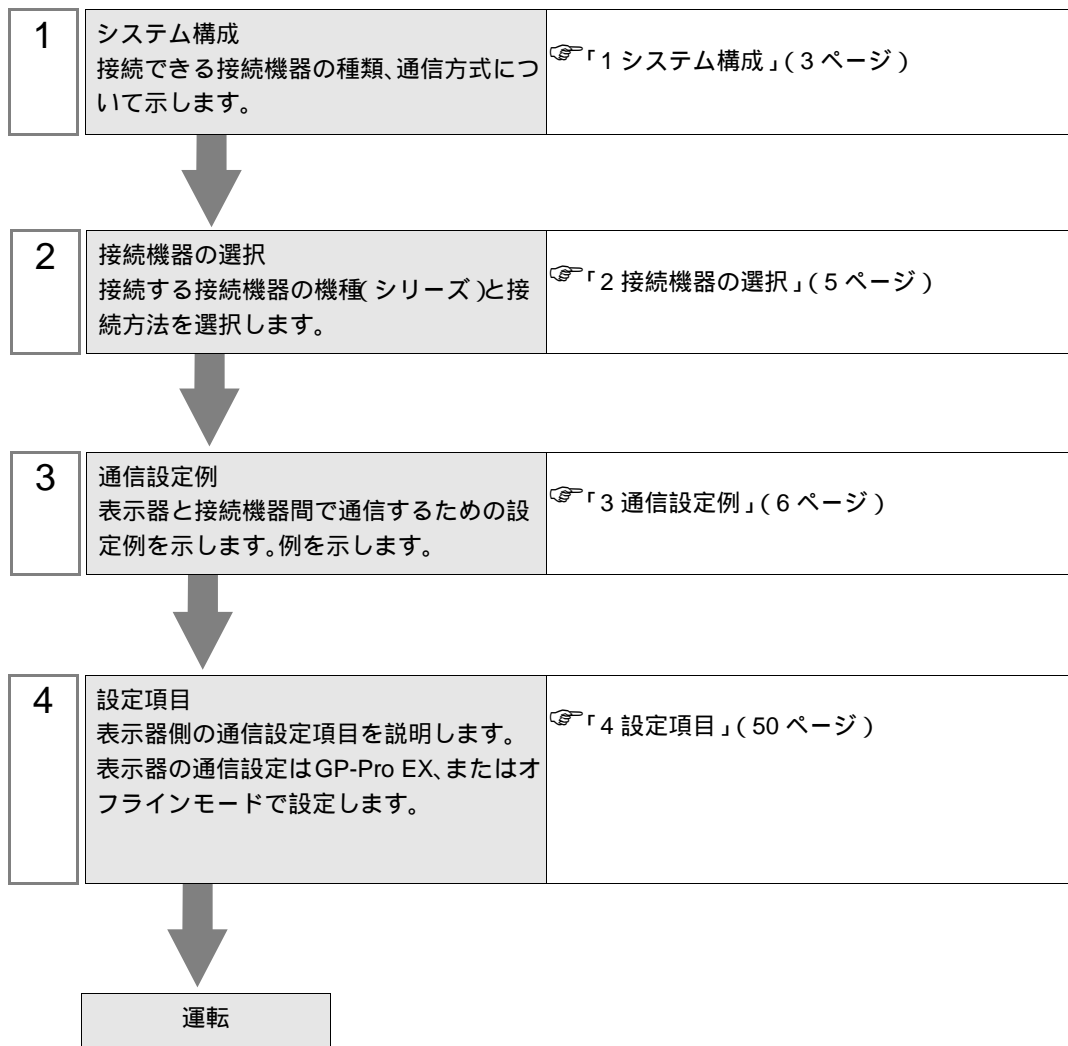 1
システム構成
接続できる接続機器の種類、通信方式につ
いて示します。
☞「1 システム構成」(3 ページ)
2
接続機器の選択
接続する接続機器の機種(シリーズ)と接
続方法を選択します。
☞「2 接続機器の選択」(5 ページ)
3
通信設定例
表示器と接続機器間で通信するための設
定例を示します。例を示します。
☞「3 通信設定例」(6 ページ)
4
設定項目
表示器側の通信設定項目を説明します。
表示器の通信設定はGP-Pro EX、またはオ
フラインモードで設定します。
☞「4 設定項目」(50 ページ)
運転